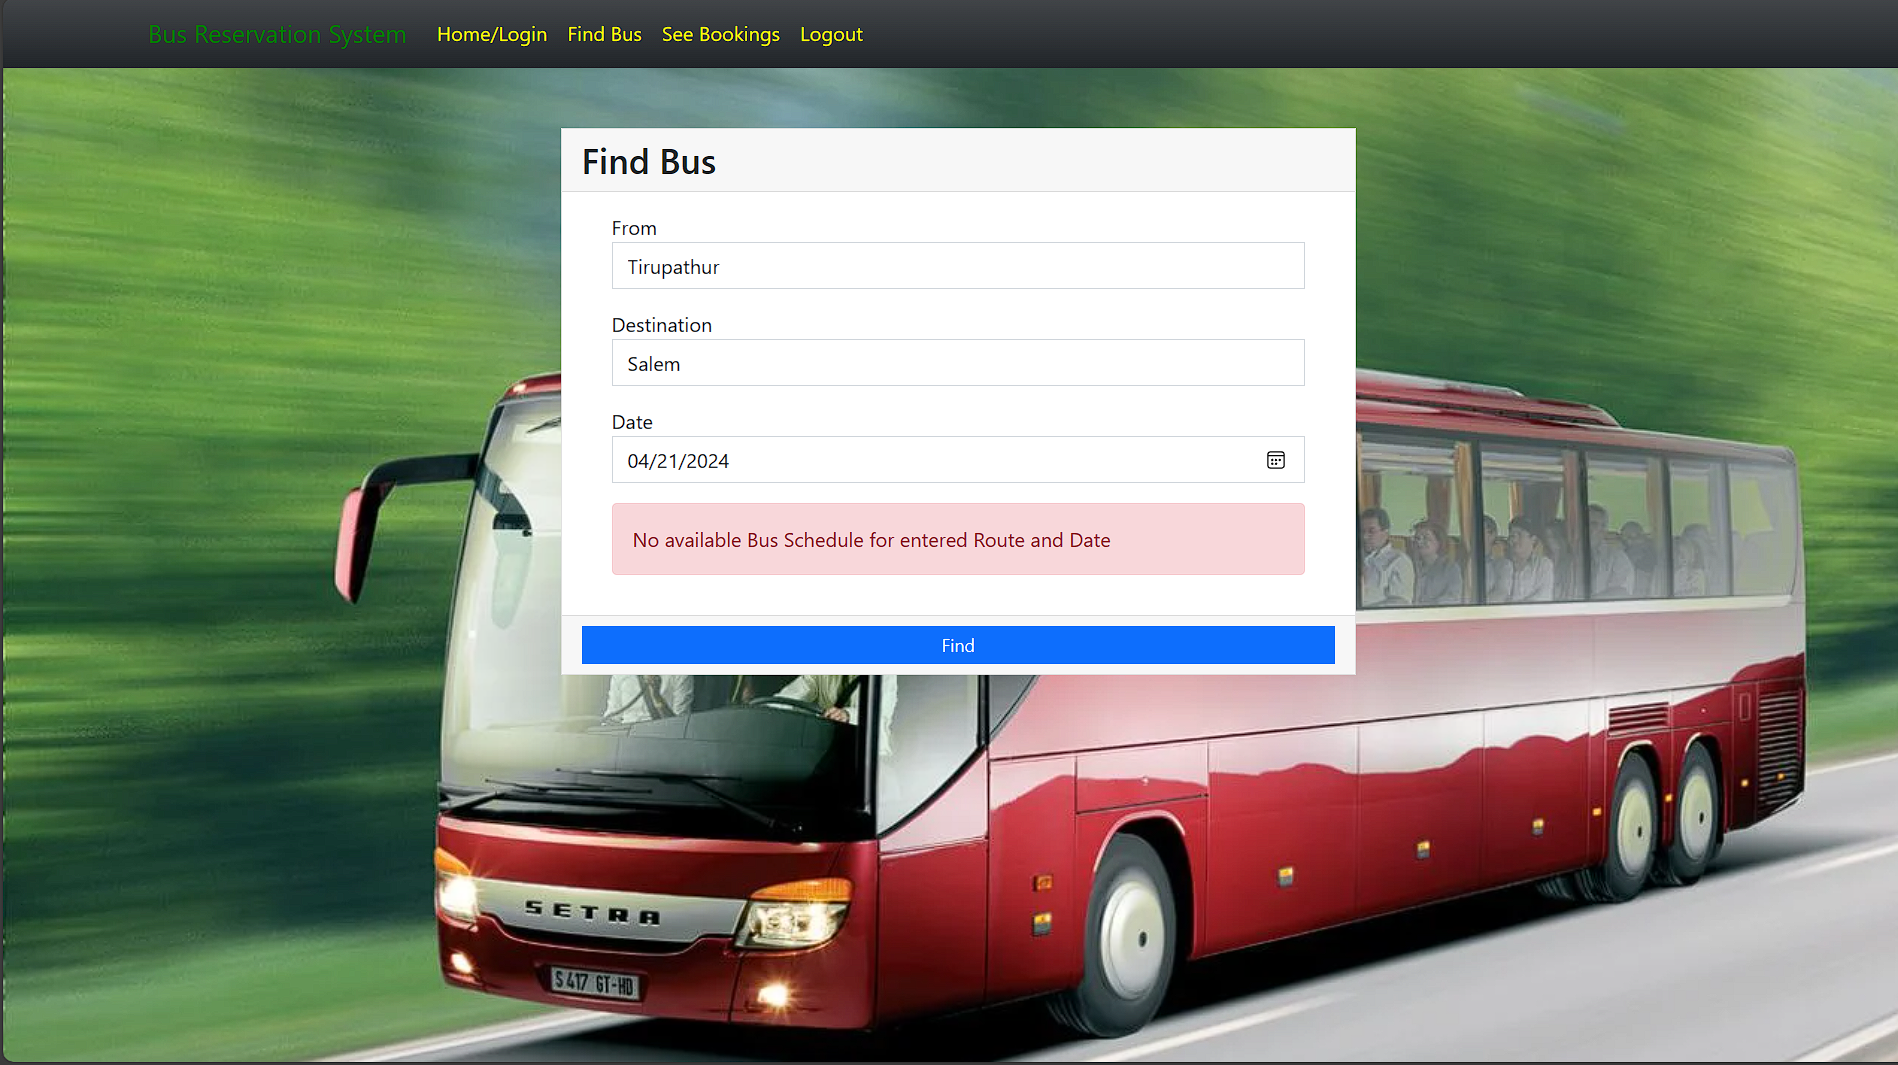 Bus Reservation System Home/Login Find Bus See Bookings Logout
Find Bus
From
Tirupathur
Destination
Salem
Date
04/21/2024
No available Bus Schedule for entered Route and Date
Find
SETRA
S 417 GT-HD